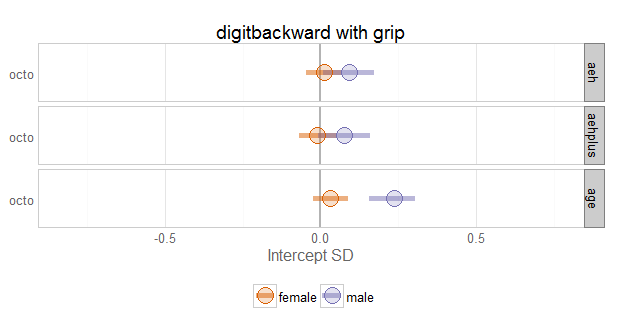 digitbackward with grip
octo
aeh
octo
aehplus
octo
age
-0.5 0.0 0.5
Intercept SD
female male